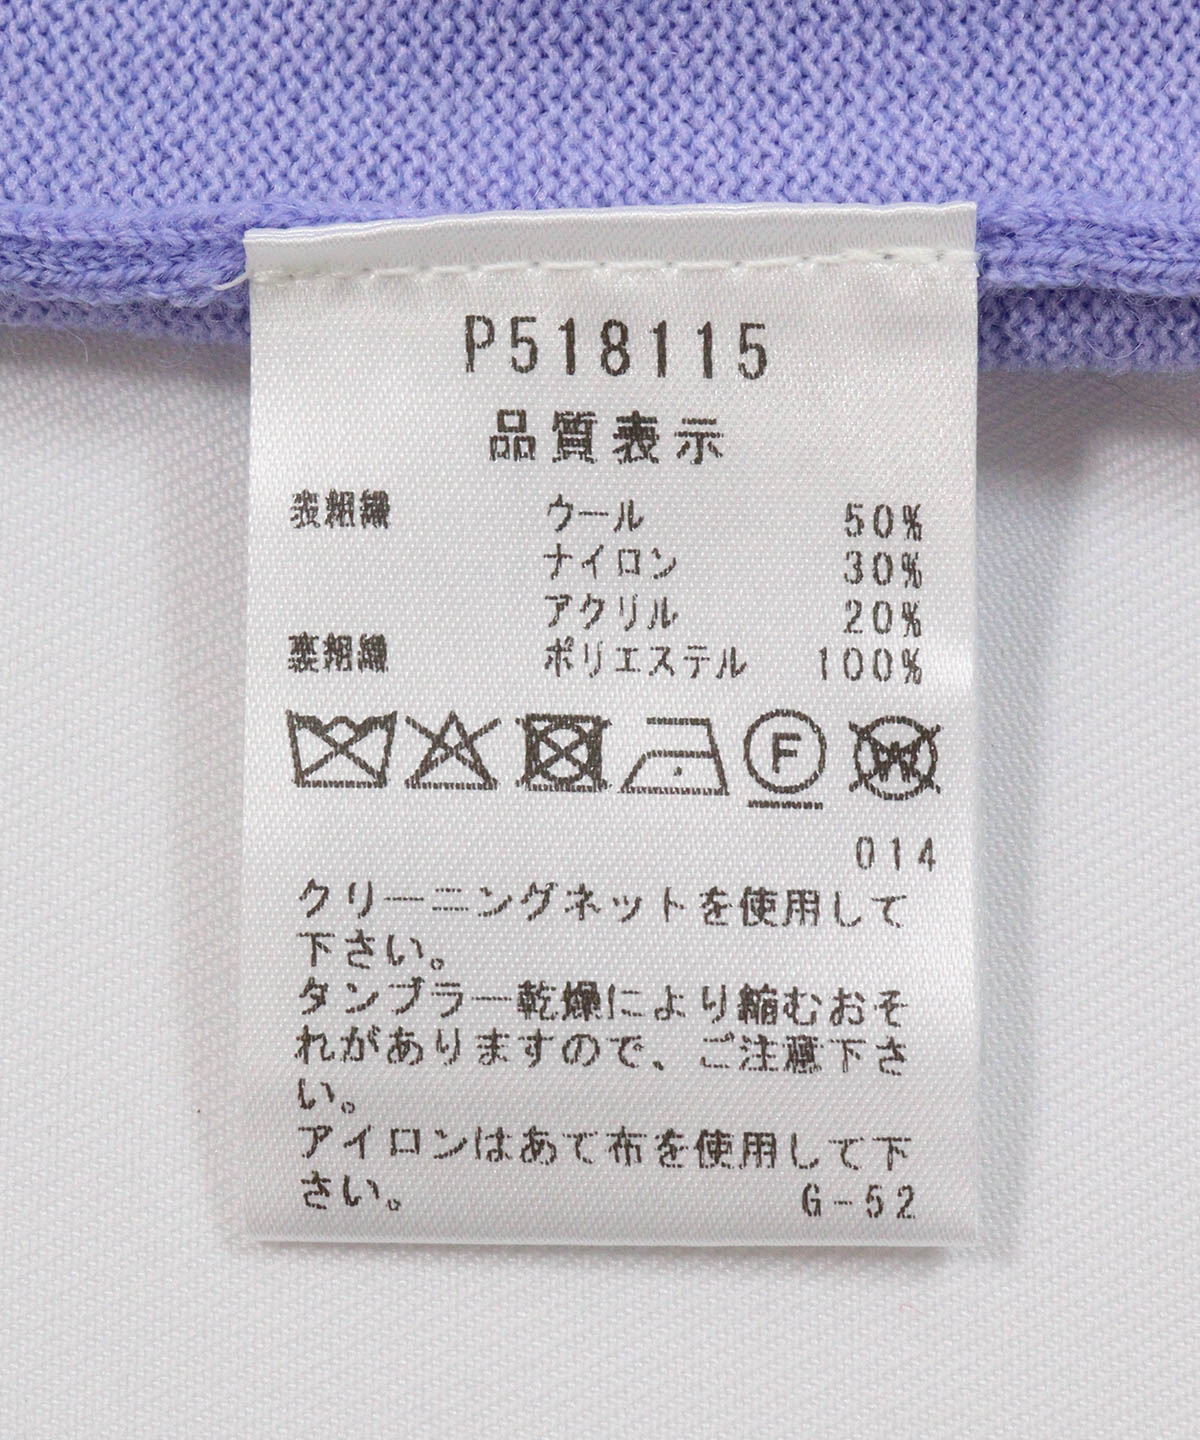 P518115
品質表示
表組織 ウール 50%
ナイロン 30%
アクリル 20%
裏組織 ポリエステル 100%
F W
014
クリーニングネットを使用して
下さい。
タンブラー乾燥により縮むおそ
れがありますので、ご注意下さ
い。
アイロンはあて布を使用して下
さい。 G-52